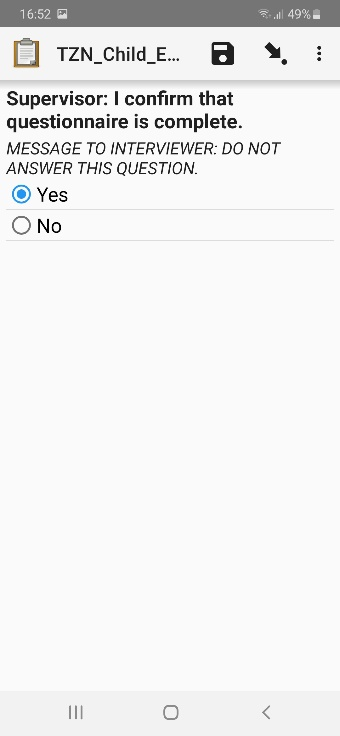 16:52 49%
TZN_Child_E...
Supervisor: I confirm that
questionnaire is complete.
MESSAGE TO INTERVIEWER: DO NOT
ANSWER THIS QUESTION.
Yes
No